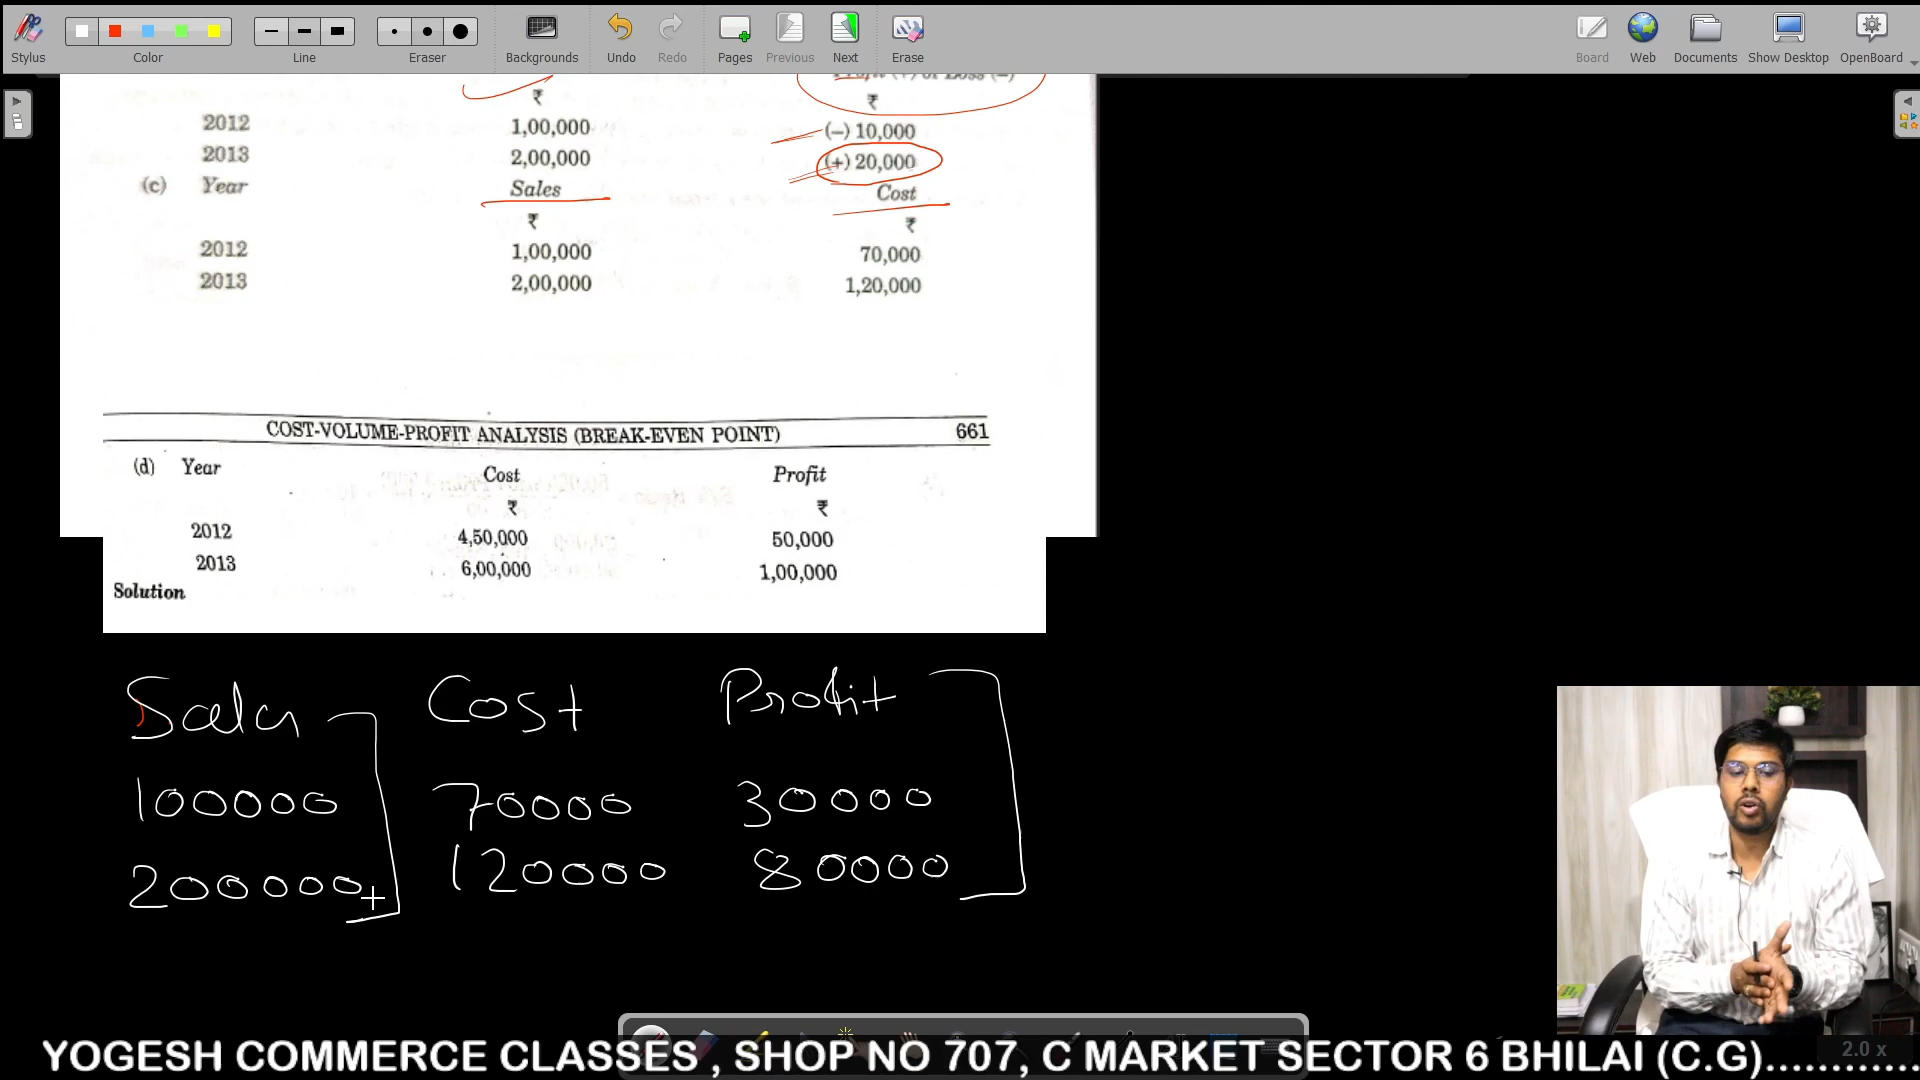 Stylus Color Line Eraser Backgrounds Undo Redo Pages Previous Next Erase Board Web Documents Show Desktop OpenBoard
Profit (+) or Loss (–)
₹ ₹
2012 1,00,000 (–) 10,000
2013 2,00,000 (+) 20,000
(c) Year Sales Cost
₹ ₹
2012 1,00,000 70,000
2013 2,00,000 1,20,000
COST-VOLUME-PROFIT ANALYSIS (BREAK-EVEN POINT) 661
(d) Year Cost Profit
₹ ₹
2012 4,50,000 50,000
2013 6,00,000 1,00,000
Solution
Sales Cost Profit
100000 70000 30000
200000 120000 80000
YOGESH COMMERCE CLASSES , SHOP NO 707, C MARKET SECTOR 6 BHILAI (C.G)............
2.0 x